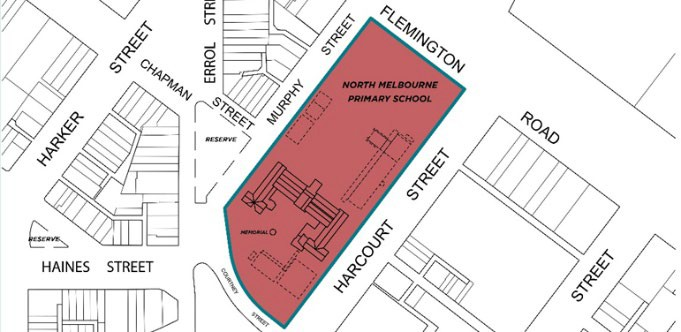 FLEMINGTON
ROAD
ERROL STR
MURPHY STREET
HARKER STREET
CHAPMAN STREET
NORTH MELBOURNE
PRIMARY SCHOOL
RESERVE
MEMORIAL
RESERVE
HAINES STREET
COURTNEY STREET
HARCOURT STREET
STREET